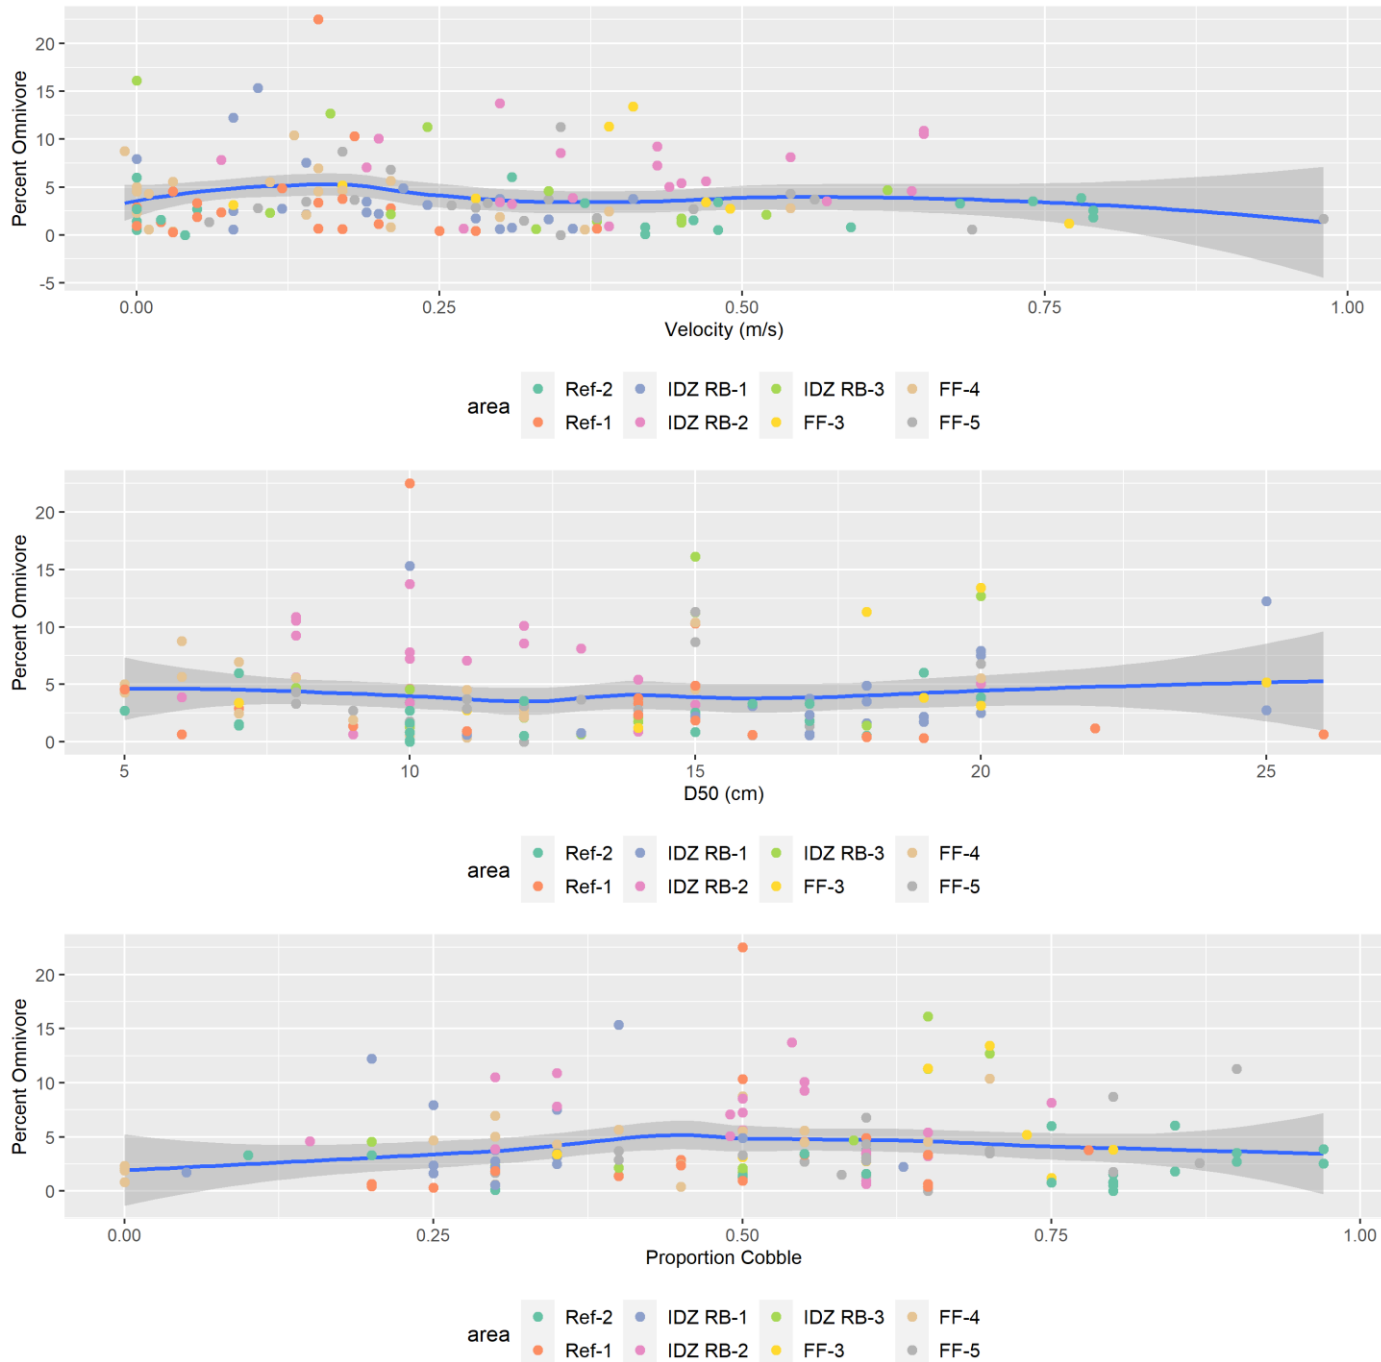 Percent Omnivore
20
15
10
5
0
-5
0.00 0.25 0.50 0.75 1.00
Velocity (m/s)
area
Ref-2 IDZ RB-1 IDZ RB-3 FF-4
Ref-1 IDZ RB-2 FF-3 FF-5
Percent Omnivore
20
15
10
5
0
5 10 15 20 25
D50 (cm)
area
Ref-2 IDZ RB-1 IDZ RB-3 FF-4
Ref-1 IDZ RB-2 FF-3 FF-5
Percent Omnivore
20
15
10
5
0
0.00 0.25 0.50 0.75 1.00
Proportion Cobble
area
Ref-2 IDZ RB-1 IDZ RB-3 FF-4
Ref-1 IDZ RB-2 FF-3 FF-5